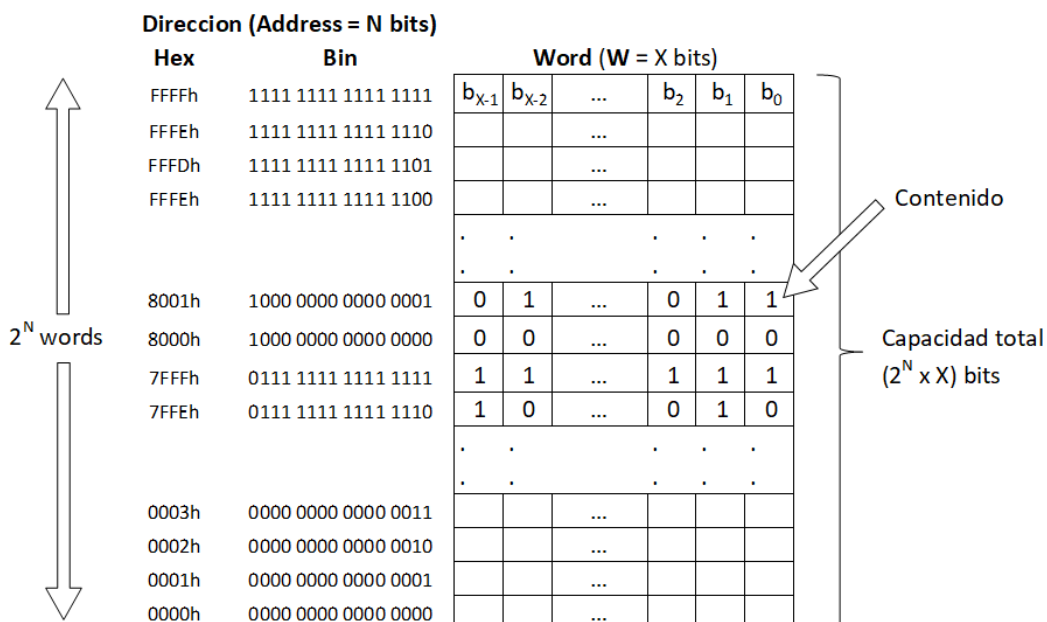 Direccion (Address = N bits)
Hex Bin Word (W = X bits)
FFFFh 1111 1111 1111 1111 bX-1 bX-2 ... b2 b1 b0
FFFEh 1111 1111 1111 1110 ...
FFFDh 1111 1111 1111 1101 ...
FFFEh 1111 1111 1111 1100 ...
Contenido
. . . . .
. . . . .
8001h 1000 0000 0000 0001 0 1 ... 0 1 1
2^N words 8000h 1000 0000 0000 0000 0 0 ... 0 0 0 Capacidad total
7FFFh 0111 1111 1111 1111 1 1 ... 1 1 1 (2^N x X) bits
7FFEh 0111 1111 1111 1110 1 0 ... 0 1 0
. . . . .
. . . . .
0003h 0000 0000 0000 0011 ...
0002h 0000 0000 0000 0010 ...
0001h 0000 0000 0000 0001 ...
0000h 0000 0000 0000 0000 ...